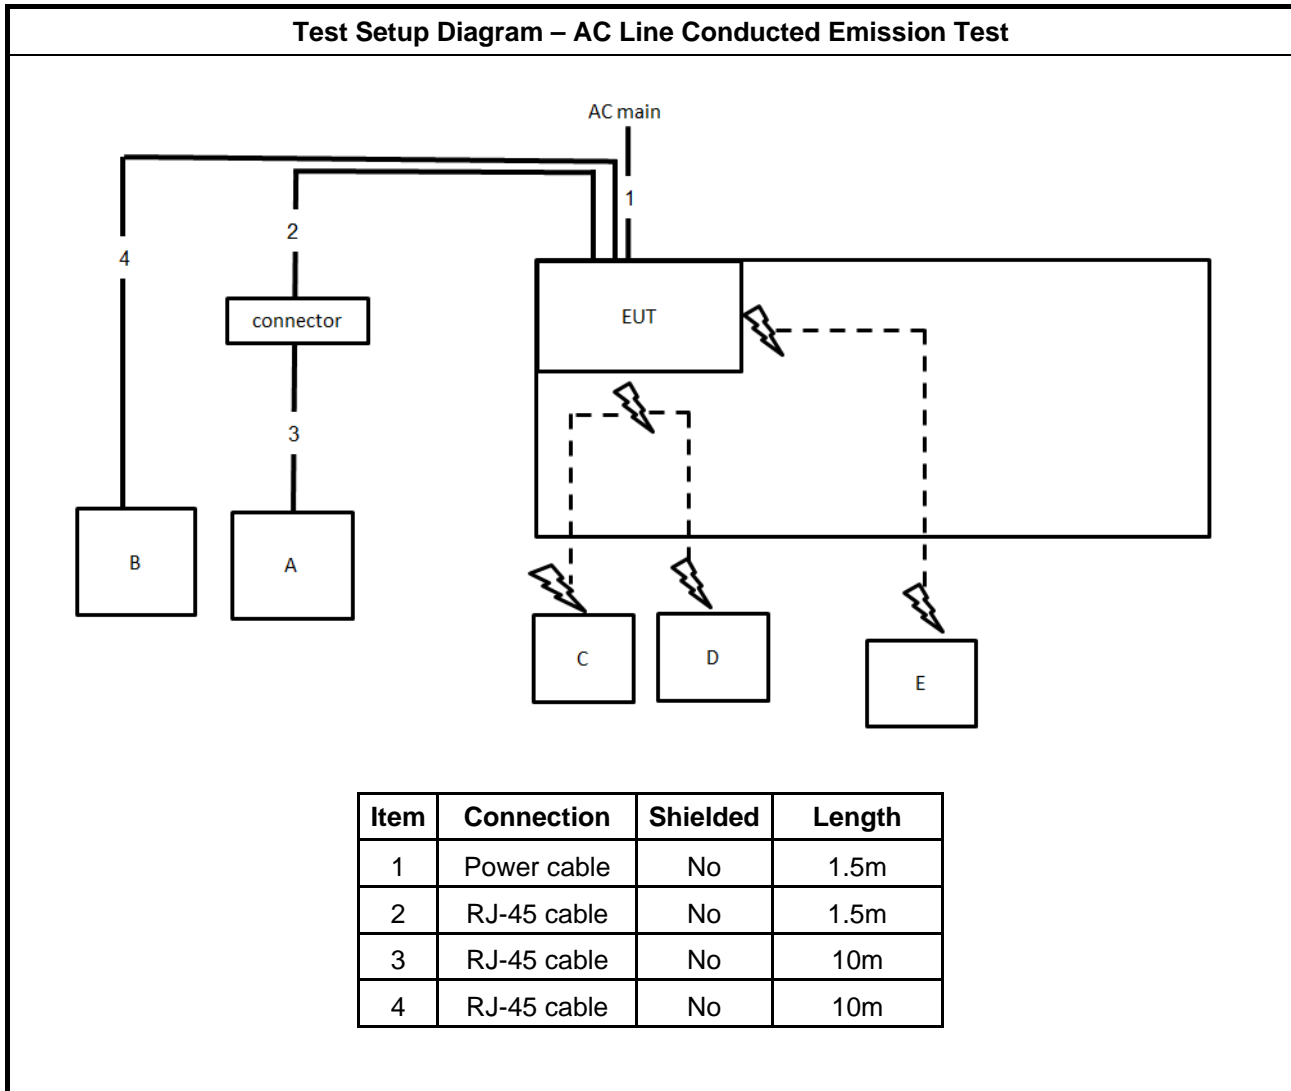 Test Setup Diagram – AC Line Conducted Emission Test
AC main
1
2
4
connector
EUT
3
B
A
C
D
E
Item Connection Shielded Length
1 Power cable No 1.5m
2 RJ-45 cable No 1.5m
3 RJ-45 cable No 10m
4 RJ-45 cable No 10m